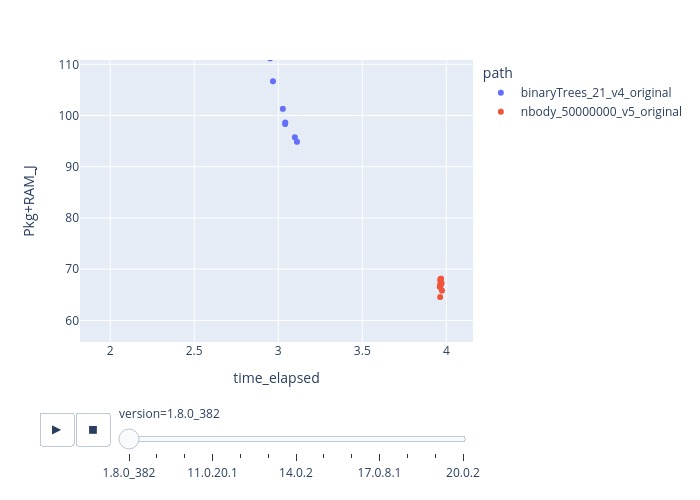 110
100
90
80
70
60
Pkg+RAM_J
2
2.5
3
3.5
4
time_elapsed
path
binaryTrees_21_v4_original
nbody_50000000_v5_original
version=1.8.0_382
1.8.0_382
11.0.20.1
14.0.2
17.0.8.1
20.0.2